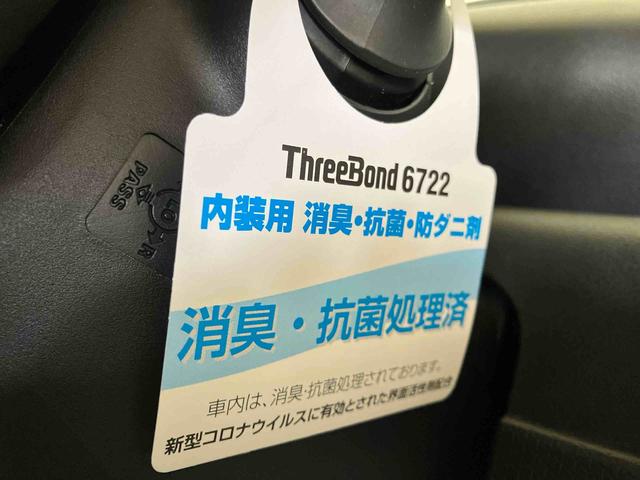 ThreeBond 6722
内装用 消臭・抗菌・防ダニ剤
消臭・抗菌処理済
車内は、消臭・抗菌処理されております。
新型コロナウイルスに有効とされた界面活性剤配合
PASS
LO
R